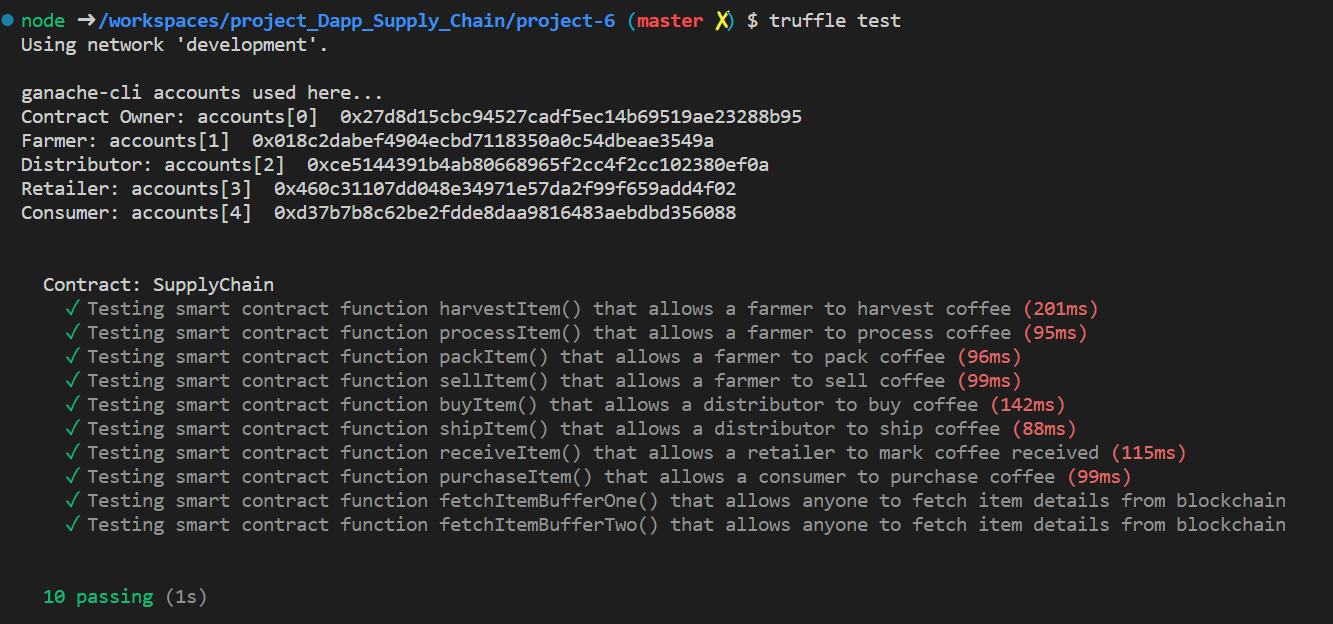 node ➜ /workspaces/project_Dapp_Supply_Chain/project-6 (master ✗) $ truffle test
Using network 'development'.
ganache-cli accounts used here...
Contract Owner: accounts[0]  0x27d8d15cbc94527cadf5ec14b69519ae23288b95
Farmer: accounts[1]  0x018c2dabef4904ecbd7118350a0c54dbeae3549a
Distributor: accounts[2]  0xce5144391b4ab80668965f2cc4f2cc102380ef0a
Retailer: accounts[3]  0x460c31107dd048e34971e57da2f99f659add4f02
Consumer: accounts[4]  0xd37b7b8c62be2fdde8daa9816483aebdbd356088
Contract: SupplyChain
✓ Testing smart contract function harvestItem() that allows a farmer to harvest coffee (201ms)
✓ Testing smart contract function processItem() that allows a farmer to process coffee (95ms)
✓ Testing smart contract function packItem() that allows a farmer to pack coffee (96ms)
✓ Testing smart contract function sellItem() that allows a farmer to sell coffee (99ms)
✓ Testing smart contract function buyItem() that allows a distributor to buy coffee (142ms)
✓ Testing smart contract function shipItem() that allows a distributor to ship coffee (88ms)
✓ Testing smart contract function receiveItem() that allows a retailer to mark coffee received (115ms)
✓ Testing smart contract function purchaseItem() that allows a consumer to purchase coffee (99ms)
✓ Testing smart contract function fetchItemBufferOne() that allows anyone to fetch item details from blockchain
✓ Testing smart contract function fetchItemBufferTwo() that allows anyone to fetch item details from blockchain
10 passing (1s)